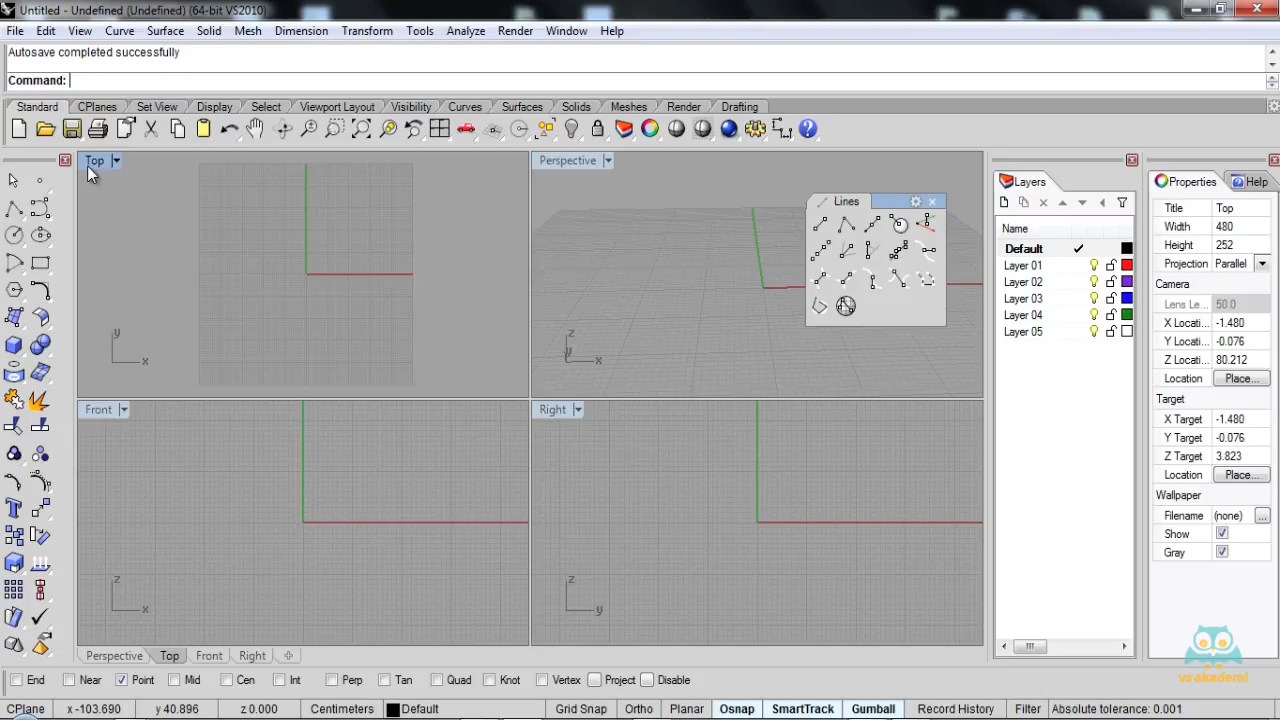 Untitled - Undefined (Undefined) (64-bit VS2010)
File Edit View Curve Surface Solid Mesh Dimension Transform Tools Analyze Render Window Help
Autosave completed successfully
Command:
Standard CPlanes Set View Display Select Viewport Layout Visibility Curves Surfaces Solids Meshes Render Drafting
Top
y
x
Perspective
z
y
x
Lines
Front
z
x
Right
z
y
Perspective Top Front Right
Layers
Name
Default
Layer 01
Layer 02
Layer 03
Layer 04
Layer 05
Properties Help
Title Top
Width 480
Height 252
Projection Parallel
Camera
Lens Le... 50.0
X Locati... -1.480
Y Locati... -0.076
Z Locati... 80.212
Location Place...
Target
X Target -1.480
Y Target -0.076
Z Target 3.823
Location Place...
Wallpaper
Filename (none) ...
Show
Gray
vsakademi
End Near Point Mid Cen Int Perp Tan Quad Knot Vertex Project Disable
CPlane x -103.690 y 40.896 z 0.000 Centimeters Default Grid Snap Ortho Planar Osnap SmartTrack Gumball Record History Filter Absolute tolerance: 0.001